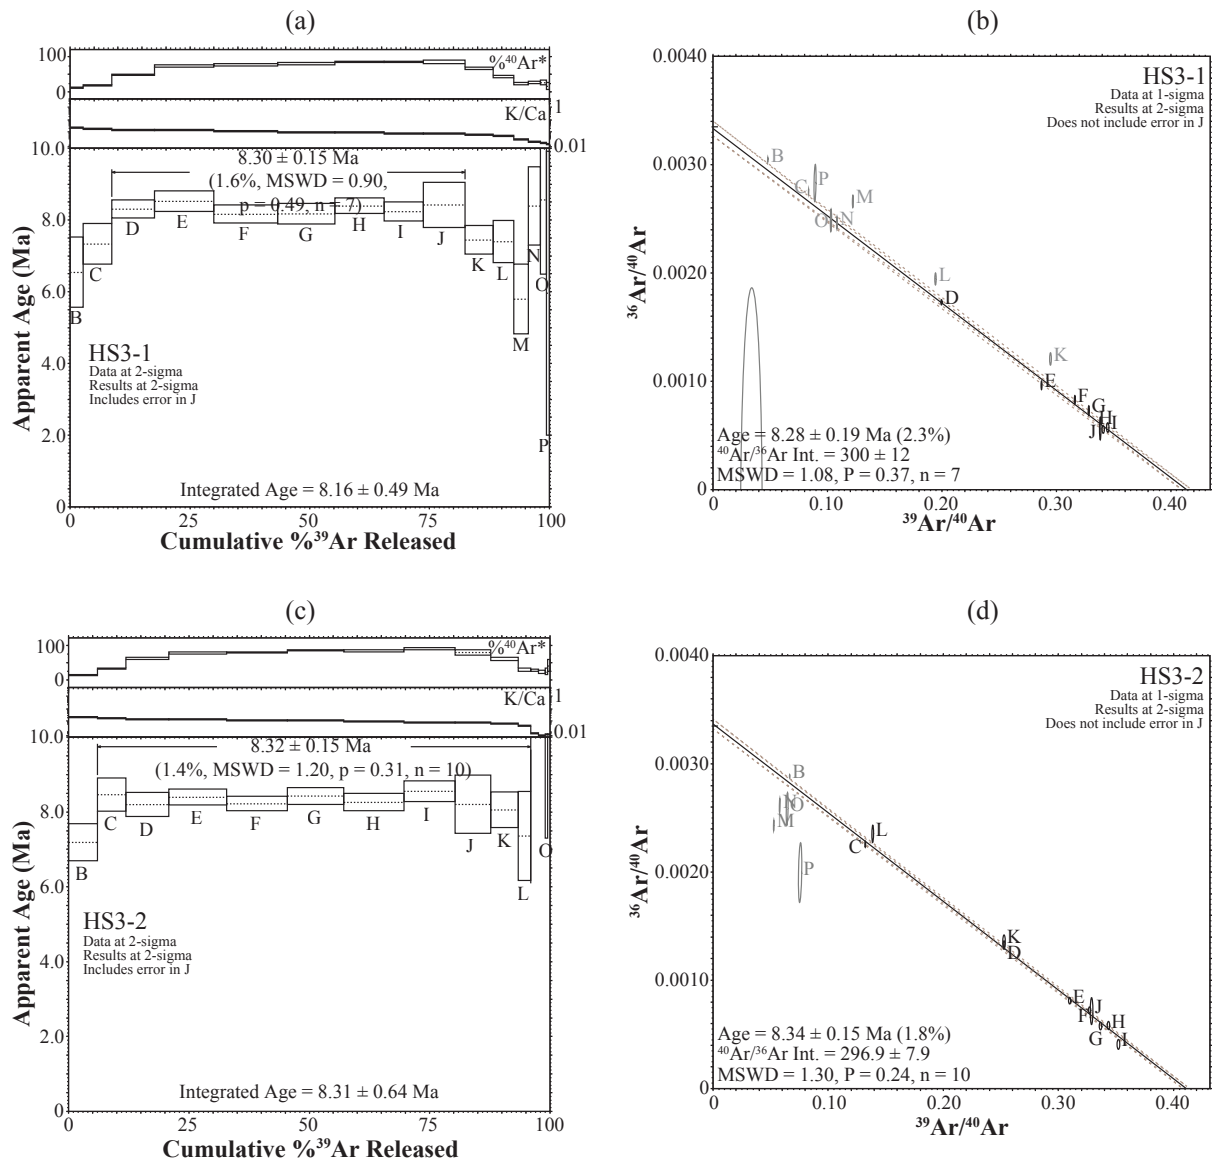 (a)
100
%⁴⁰Ar*
0
K/Ca
1
0.01
10.0
8.30 ± 0.15 Ma
(1.6%, MSWD = 0.90,
p = 0.49, n = 7)
8.0
6.0
4.0
2.0
0
Apparent Age (Ma)
B
C
D
E
F
G
H
I
J
K
L
M
N
O
P
HS3-1
Data at 2-sigma
Results at 2-sigma
Includes error in J
Integrated Age = 8.16 ± 0.49 Ma
0 25 50 75 100
Cumulative %³⁹Ar Released
(b)
0.0040
0.0030
0.0020
0.0010
0
³⁶Ar/⁴⁰Ar
HS3-1
Data at 1-sigma
Results at 2-sigma
Does not include error in J
B
C
P
M
O
N
L
D
K
E
F
G
H
I
J
Age = 8.28 ± 0.19 Ma (2.3%)
⁴⁰Ar/³⁶Ar Int. = 300 ± 12
MSWD = 1.08, P = 0.37, n = 7
0 0.10 0.20 0.30 0.40
³⁹Ar/⁴⁰Ar
(c)
100
%⁴⁰Ar*
0
K/Ca
1
0.01
10.0
8.32 ± 0.15 Ma
(1.4%, MSWD = 1.20, p = 0.31, n = 10)
8.0
6.0
4.0
2.0
0
Apparent Age (Ma)
B
C
D
E
F
G
H
I
J
K
L
O
HS3-2
Data at 2-sigma
Results at 2-sigma
Includes error in J
Integrated Age = 8.31 ± 0.64 Ma
0 25 50 75 100
Cumulative %³⁹Ar Released
(d)
0.0040
0.0030
0.0020
0.0010
0
³⁶Ar/⁴⁰Ar
HS3-2
Data at 1-sigma
Results at 2-sigma
Does not include error in J
B
N
O
M
P
L
C
K
D
E
J
F
H
G
I
Age = 8.34 ± 0.15 Ma (1.8%)
⁴⁰Ar/³⁶Ar Int. = 296.9 ± 7.9
MSWD = 1.30, P = 0.24, n = 10
0 0.10 0.20 0.30 0.40
³⁹Ar/⁴⁰Ar